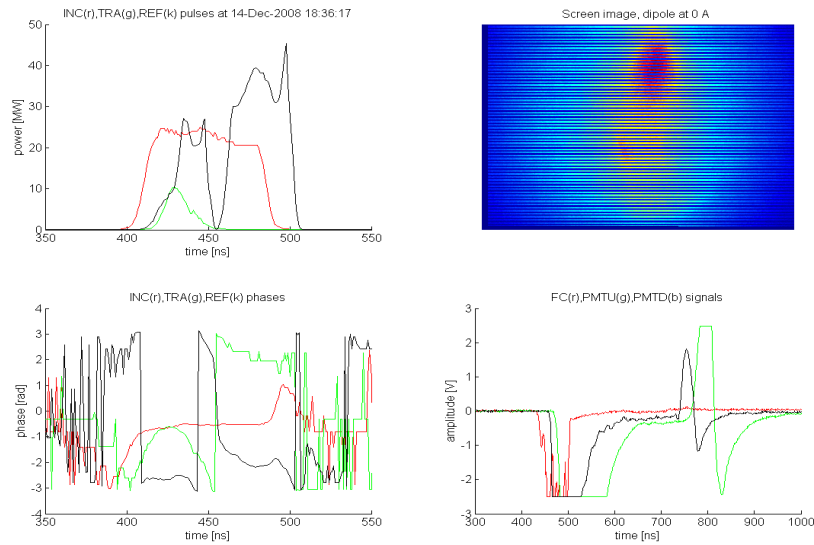 INC(r),TRA(g),REF(k) pulses at 14-Dec-2008 18:36:17
50
40
30
20
10
0
power [MW]
350 400 450 500 550
time [ns]
Screen image, dipole at 0 A
INC(r),TRA(g),REF(k) phases
4
3
2
1
0
-1
-2
-3
-4
phase [rad]
350 400 450 500 550
time [ns]
FC(r),PMTU(g),PMTD(b) signals
3
2
1
0
-1
-2
-3
amplitude [V]
300 400 500 600 700 800 900 1000
time [ns]